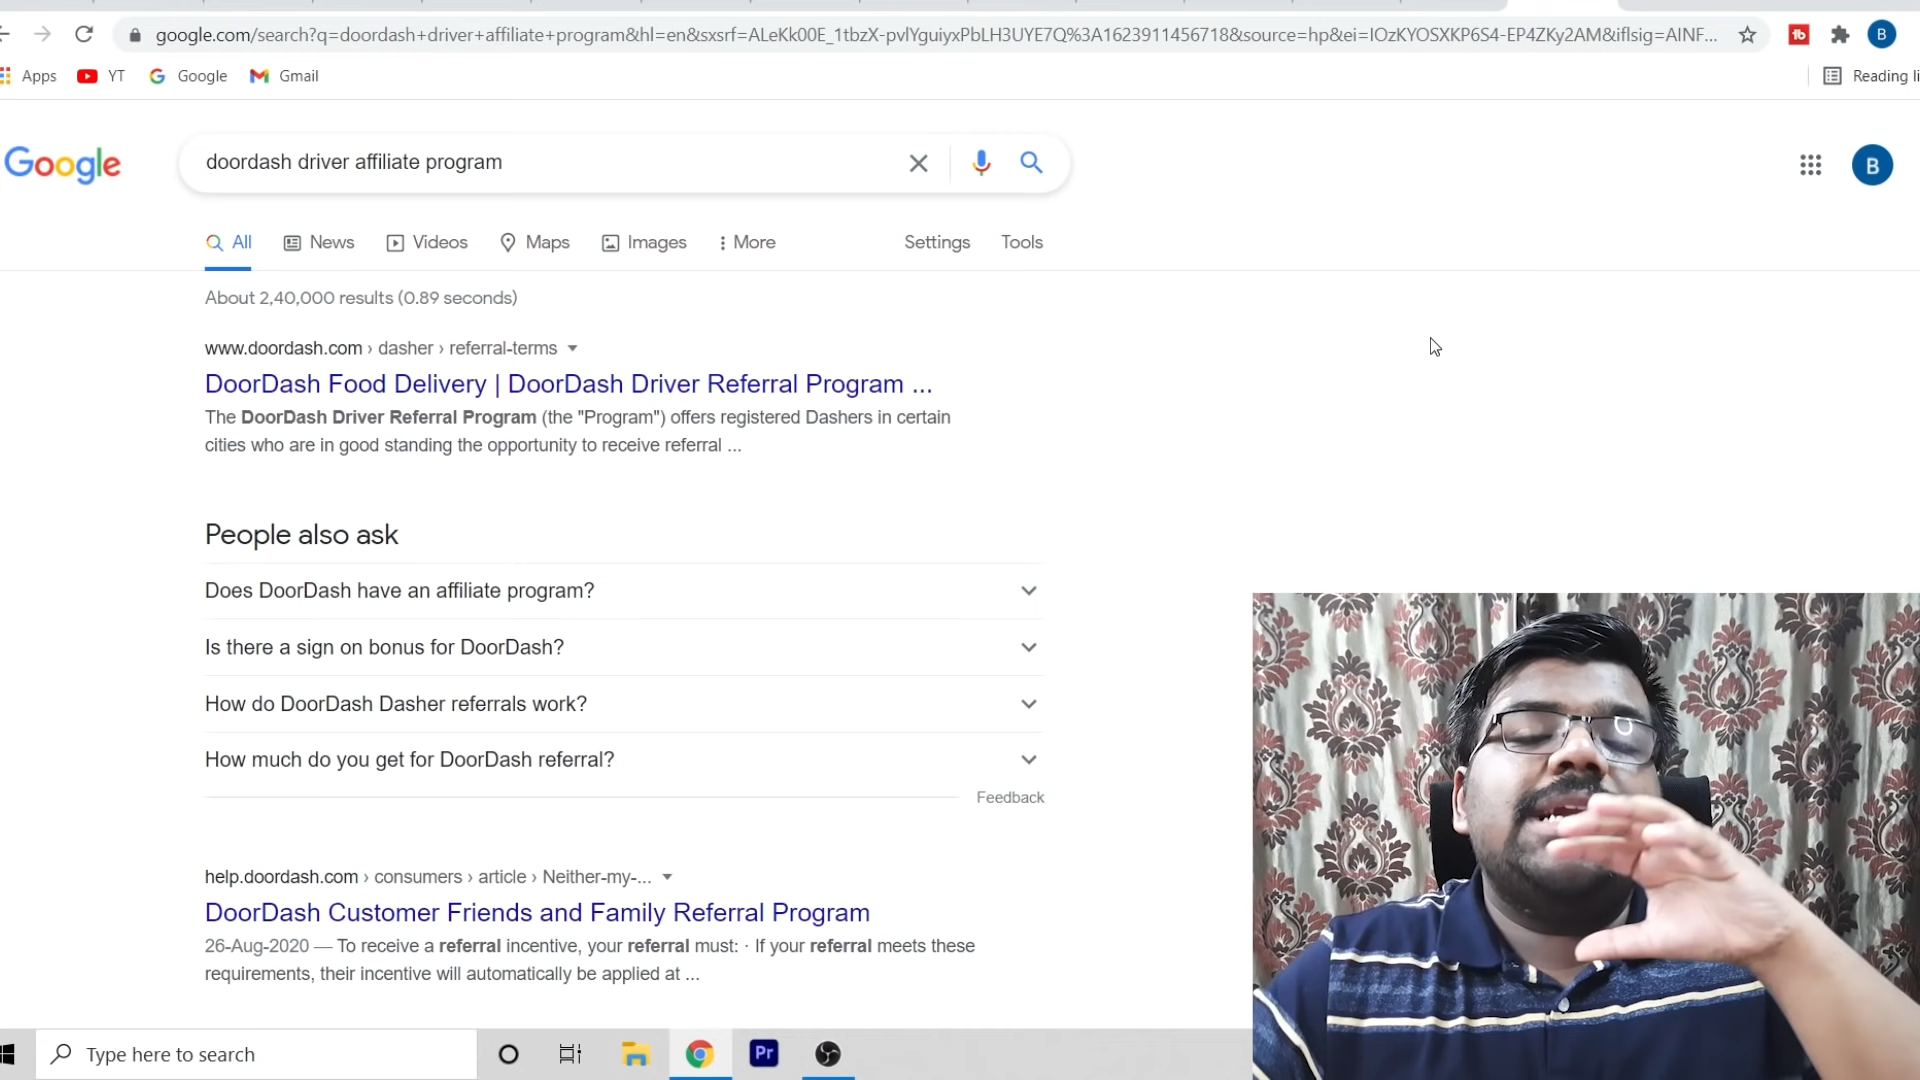 google.com/search?q=doordash+driver+affiliate+program&hl=en&sxsrf=ALeKk00E_1tbzX-pvlYguiyxPbLH3UYE7Q%3A1623911456718&source=hp&ei=IOzKYOSXKP6S4-EP4ZKy2AM&iflsig=AINF...
B
Apps YT Google Gmail Reading li
Google doordash driver affiliate program B
All News Videos Maps Images More Settings Tools
About 2,40,000 results (0.89 seconds)
www.doordash.com › dasher › referral-terms
DoorDash Food Delivery | DoorDash Driver Referral Program ...
The DoorDash Driver Referral Program (the "Program") offers registered Dashers in certain
cities who are in good standing the opportunity to receive referral ...
People also ask
Does DoorDash have an affiliate program?
Is there a sign on bonus for DoorDash?
How do DoorDash Dasher referrals work?
How much do you get for DoorDash referral?
Feedback
help.doordash.com › consumers › article › Neither-my-...
DoorDash Customer Friends and Family Referral Program
26-Aug-2020 — To receive a referral incentive, your referral must: · If your referral meets these
requirements, their incentive will automatically be applied at ...
Type here to search Pr